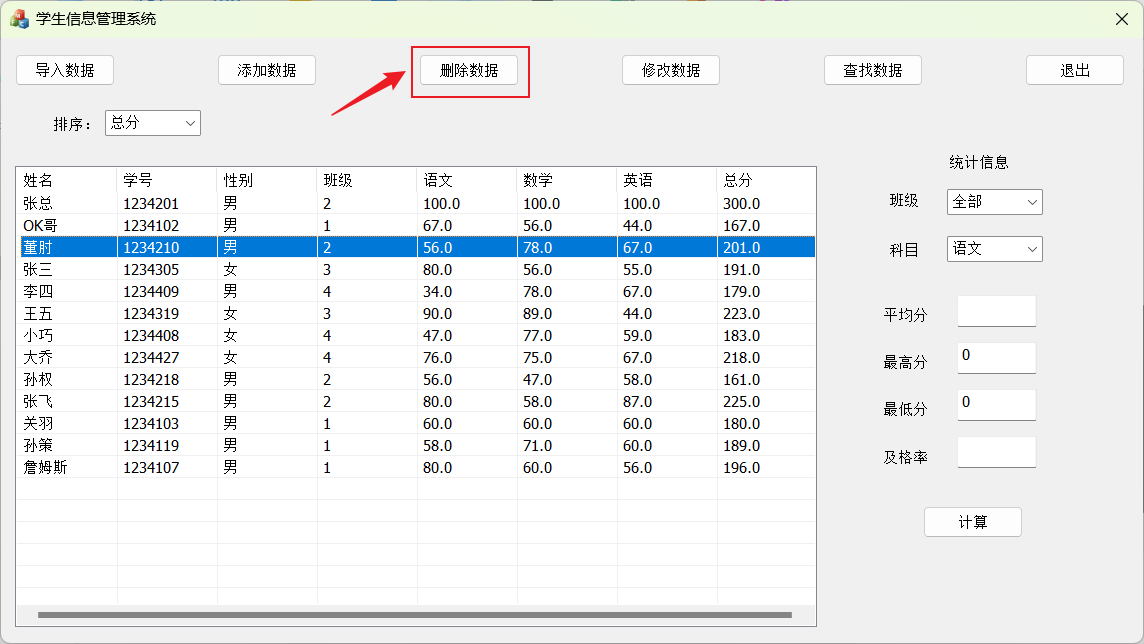 学生信息管理系统
导入数据 添加数据 删除数据 修改数据 查找数据 退出
排序： 总分
姓名 学号 性别 班级 语文 数学 英语 总分
张总 1234201 男 2 100.0 100.0 100.0 300.0
OK哥 1234102 男 1 67.0 56.0 44.0 167.0
董肘 1234210 男 2 56.0 78.0 67.0 201.0
张三 1234305 女 3 80.0 56.0 55.0 191.0
李四 1234409 男 4 34.0 78.0 67.0 179.0
王五 1234319 女 3 90.0 89.0 44.0 223.0
小巧 1234408 女 4 47.0 77.0 59.0 183.0
大乔 1234427 女 4 76.0 75.0 67.0 218.0
孙权 1234218 男 2 56.0 47.0 58.0 161.0
张飞 1234215 男 2 80.0 58.0 87.0 225.0
关羽 1234103 男 1 60.0 60.0 60.0 180.0
孙策 1234119 男 1 58.0 71.0 60.0 189.0
詹姆斯 1234107 男 1 80.0 60.0 56.0 196.0
统计信息
班级 全部
科目 语文
平均分
最高分 0
最低分 0
及格率
计算